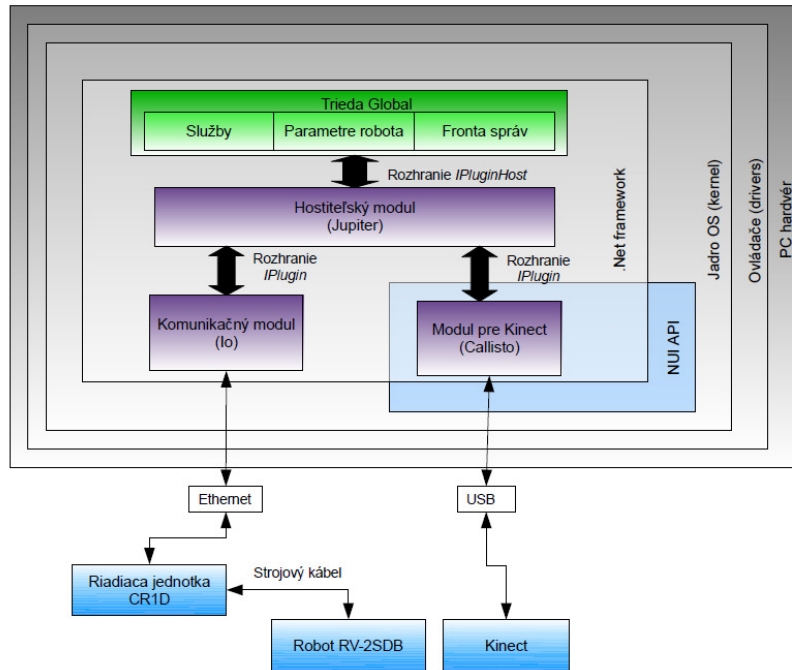 Trieda Global
Služby
Parametre robota
Fronta správ
Rozhranie IPluginHost
Hostiteľský modul
(Jupiter)
Rozhranie
IPlugin
Rozhranie
IPlugin
Komunikačný modul
(Io)
Modul pre Kinect
(Callisto)
NUI API
.Net framework
Jadro OS (kernel)
Ovládače (drivers)
PC hardvér
Ethernet
USB
Riadiaca jednotka
CR1D
Strojový kábel
Robot RV-2SDB
Kinect